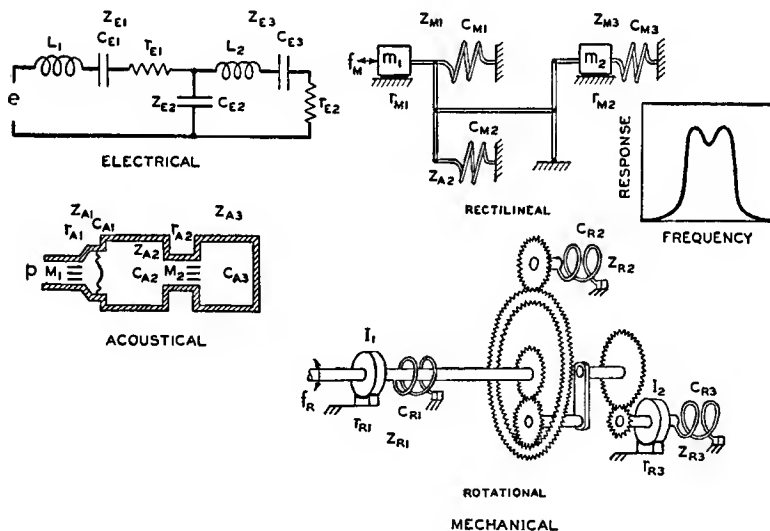 Z_E1
L_1
C_E1
r_E1
Z_E3
L_2
C_E3
e
Z_E2
C_E2
r_E2
ELECTRICAL
Z_M1
C_M1
Z_M3
C_M3
f_M
m_1
m_2
r_M1
r_M2
C_M2
Z_A2
RECTILINEAL
RESPONSE
FREQUENCY
Z_A1
C_A1
r_A1
Z_A3
r_A2
Z_A2
p
M_1
C_A2
M_2
C_A3
ACOUSTICAL
C_R2
Z_R2
I_1
f_R
r_R1
C_R1
Z_R1
I_2
C_R3
Z_R3
r_R3
ROTATIONAL
MECHANICAL